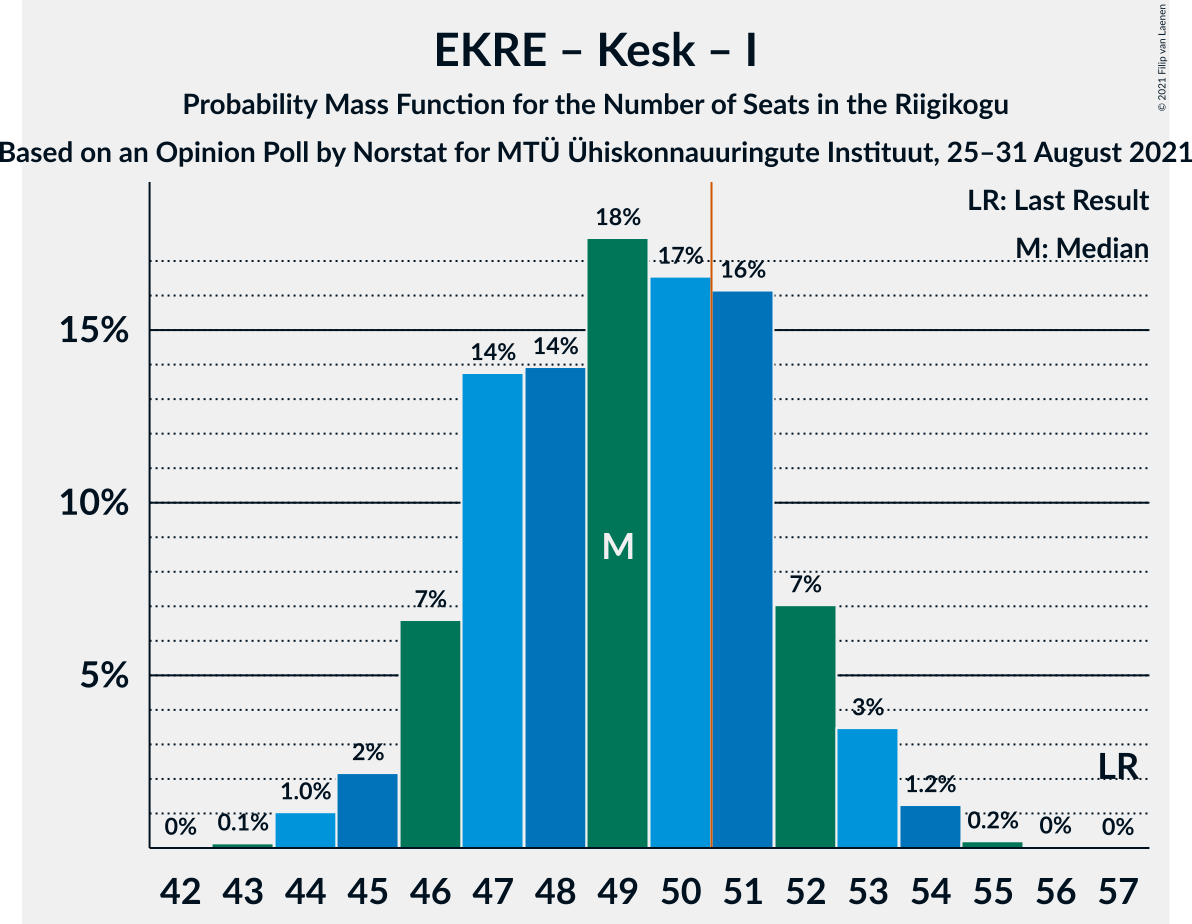 EKRE – Kesk – I
Probability Mass Function for the Number of Seats in the Riigikogu
Based on an Opinion Poll by Norstat for MTÜ Ühiskonnauuringute Instituut, 25–31 August 2021
© 2021 Filip van Laenen
LR: Last Result
M: Median
18%
17%
16%
15%
14%
14%
10%
M
7%
7%
5%
3%
2%
LR
1.0%
1.2%
0%
0.1%
0.2%
0%
0%
42 43 44 45 46 47 48 49 50 51 52 53 54 55 56 57